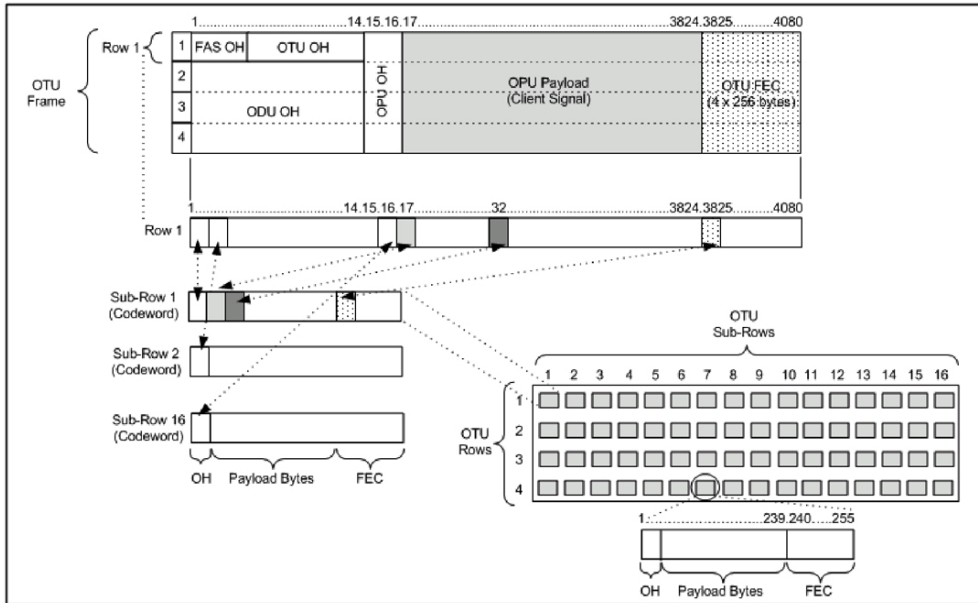 1.......................................14.15.16.17.......................................................................3824.3825...................4080
Row 1
1
FAS OH
OTU OH
OTU
Frame
2
3
4
ODU OH
OPU OH
OPU Payload
(Client Signal)
OTU FEC
(4 x 256 bytes)
1.......................................14.15.16.17......................32...............................................3824.3825...................4080
Row 1
Sub-Row 1
(Codeword)
Sub-Row 2
(Codeword)
Sub-Row 16
(Codeword)
OH
Payload Bytes
FEC
OTU
Sub-Rows
1 2 3 4 5 6 7 8 9 10 11 12 13 14 15 16
OTU
Rows
1
2
3
4
1..............................239.240......255
OH
Payload Bytes
FEC